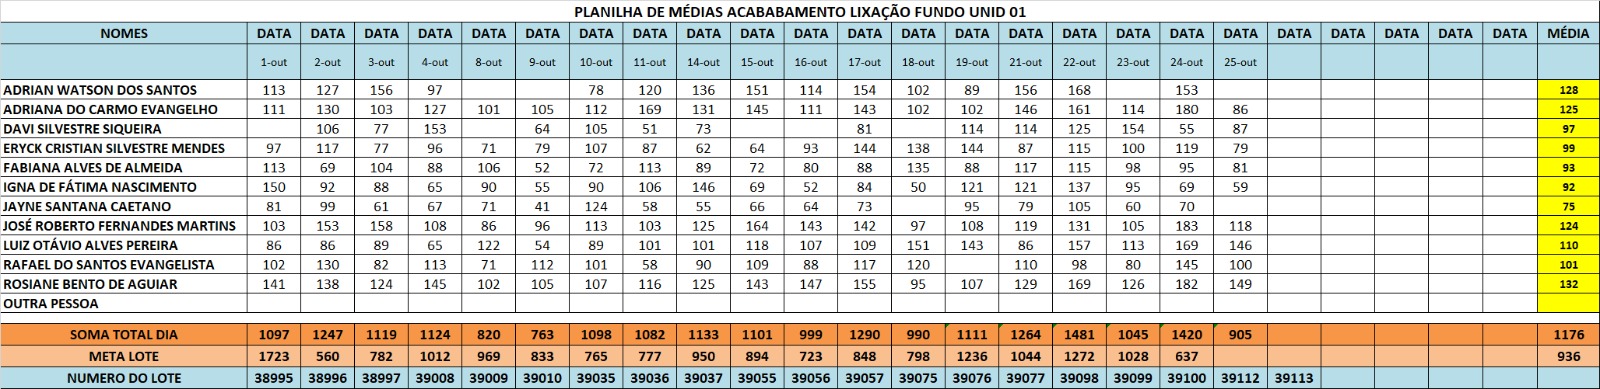 PLANILHA DE MÉDIAS ACABABAMENTO LIXAÇÃO FUNDO UNID 01
NOMES DATA DATA DATA DATA DATA DATA DATA DATA DATA DATA DATA DATA DATA DATA DATA DATA DATA DATA DATA DATA DATA DATA DATA DATA MÉDIA
1-out 2-out 3-out 4-out 8-out 9-out 10-out 11-out 14-out 15-out 16-out 17-out 18-out 19-out 21-out 22-out 23-out 24-out 25-out
ADRIAN WATSON DOS SANTOS 113 127 156 97 78 120 136 151 114 154 102 89 156 168 153 128
ADRIANA DO CARMO EVANGELHO 111 130 103 127 101 105 112 169 131 145 111 143 102 102 146 161 114 180 86 125
DAVI SILVESTRE SIQUEIRA 106 77 153 64 105 51 73 81 114 114 125 154 55 87 97
ERYCK CRISTIAN SILVESTRE MENDES 97 117 77 96 71 79 107 87 62 64 93 144 138 144 87 115 100 119 79 99
FABIANA ALVES DE ALMEIDA 113 69 104 88 106 52 72 113 89 72 80 88 135 88 117 115 98 95 81 93
IGNA DE FÁTIMA NASCIMENTO 150 92 88 65 90 55 90 106 146 69 52 84 50 121 121 137 95 69 59 92
JAYNE SANTANA CAETANO 81 99 61 67 71 41 124 58 55 66 64 73 95 79 105 60 70 75
JOSÉ ROBERTO FERNANDES MARTINS 103 153 158 108 86 96 113 103 125 164 143 142 97 108 119 131 105 183 118 124
LUIZ OTÁVIO ALVES PEREIRA 86 86 89 65 122 54 89 101 101 118 107 109 151 143 86 157 113 169 146 110
RAFAEL DO SANTOS EVANGELISTA 102 130 82 113 71 112 101 58 90 109 88 117 120 110 98 80 145 100 101
ROSIANE BENTO DE AGUIAR 141 138 124 145 102 105 107 116 125 143 147 155 95 107 129 169 126 182 149 132
OUTRA PESSOA
SOMA TOTAL DIA 1097 1247 1119 1124 820 763 1098 1082 1133 1101 999 1290 990 1111 1264 1481 1045 1420 905 1176
META LOTE 1723 560 782 1012 969 833 765 777 950 894 723 848 798 1236 1044 1272 1028 637 936
NUMERO DO LOTE 38995 38996 38997 39008 39009 39010 39035 39036 39037 39055 39056 39057 39075 39076 39077 39098 39099 39100 39112 39113